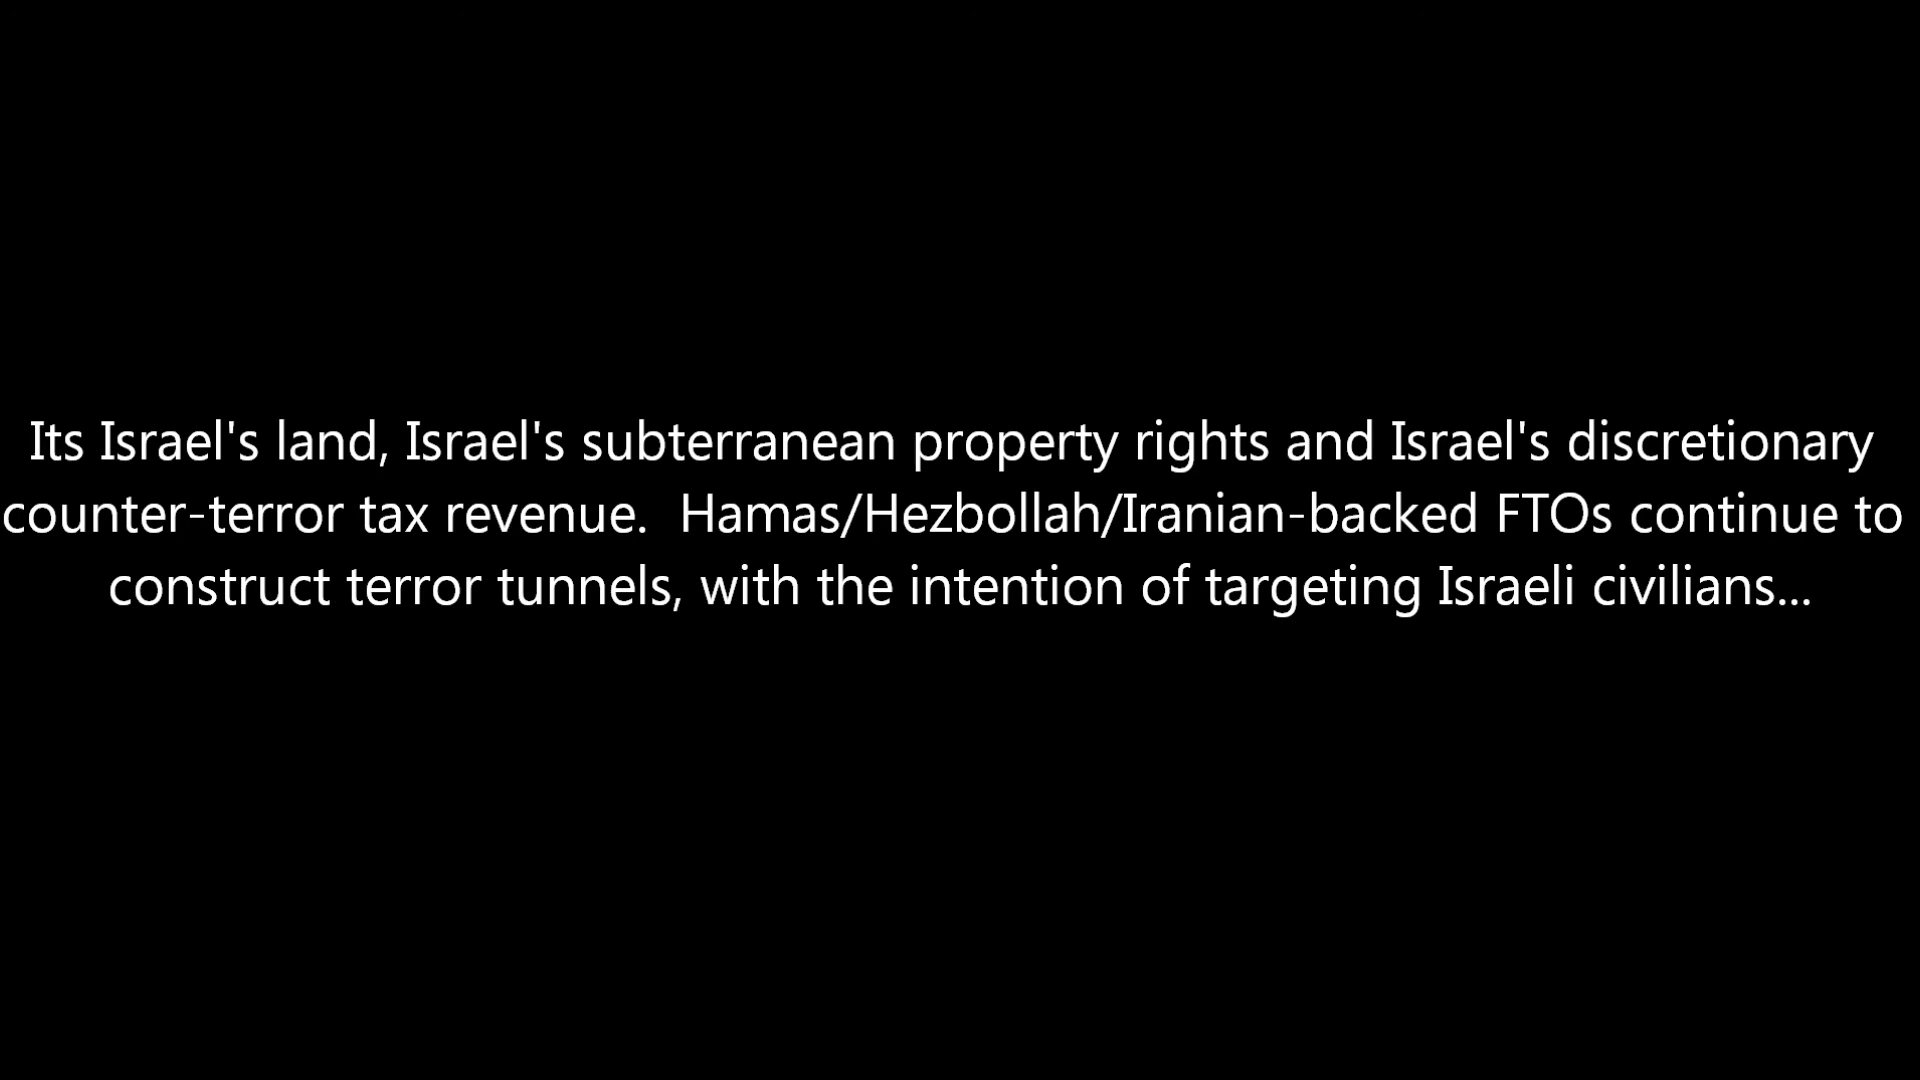 Its Israel's land, Israel's subterranean property rights and Israel's discretionary
counter-terror tax revenue.  Hamas/Hezbollah/Iranian-backed FTOs continue to
construct terror tunnels, with the intention of targeting Israeli civilians...